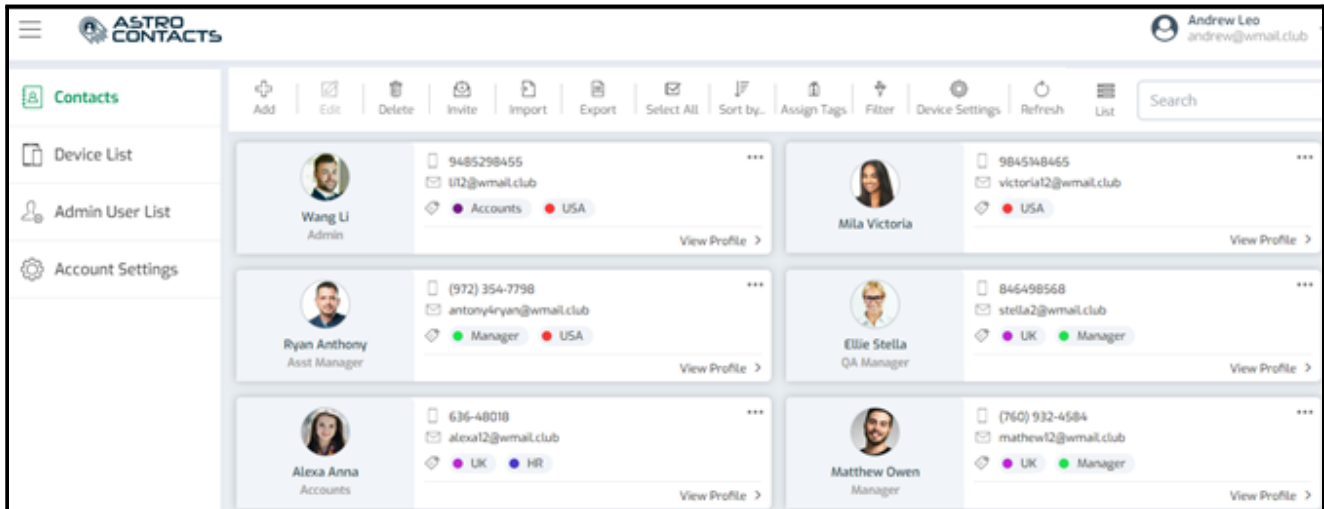 ASTRO
CONTACTS
Andrew Leo
andrew@wmail.club
Contacts
Device List
Admin User List
Account Settings
Add Edit Delete Invite Import Export Select All Sort by... Assign Tags Filter Device Settings Refresh List Search
Wang Li
Admin
9485298455
li12@wmail.club
Accounts USA
View Profile >
Mila Victoria
9845148465
victoria12@wmail.club
USA
View Profile >
Ryan Anthony
Asst Manager
(972) 354-7798
antony4ryan@wmail.club
Manager USA
View Profile >
Ellie Stella
QA Manager
846498568
stella2@wmail.club
UK Manager
View Profile >
Alexa Anna
Accounts
636-48018
alexa12@wmail.club
UK HR
View Profile >
Matthew Owen
Manager
(760) 932-4584
mathew12@wmail.club
UK Manager
View Profile >